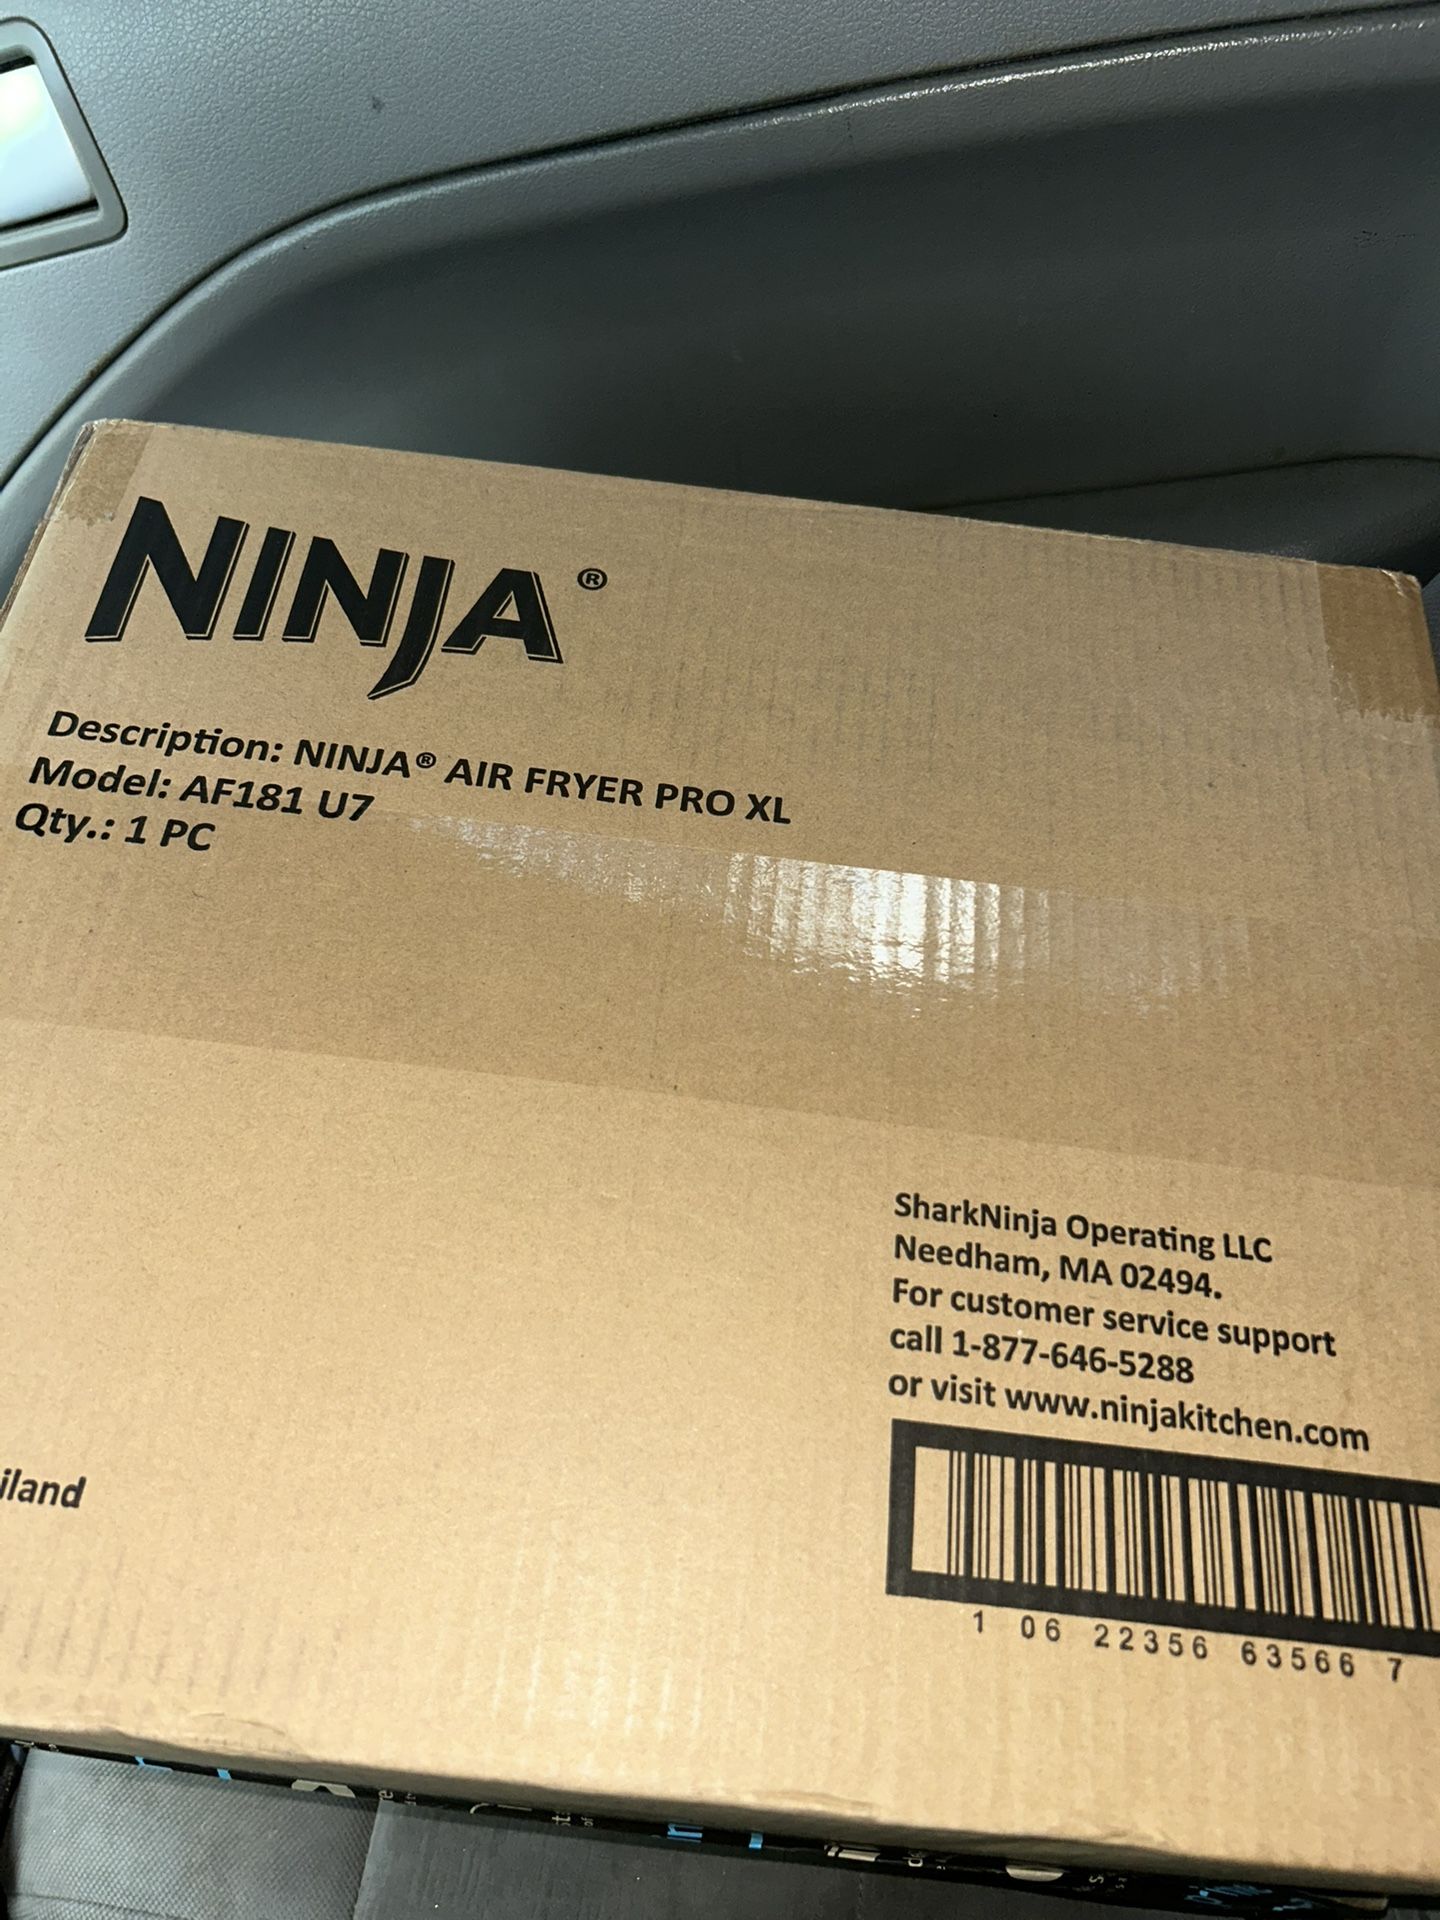 NINJA®
Description: NINJA® AIR FRYER PRO XL
Model: AF181 U7
Qty.: 1 PC
SharkNinja Operating LLC
Needham, MA 02494.
For customer service support
call 1-877-646-5288
or visit www.ninjakitchen.com
iland
1 06 22356 63566 7